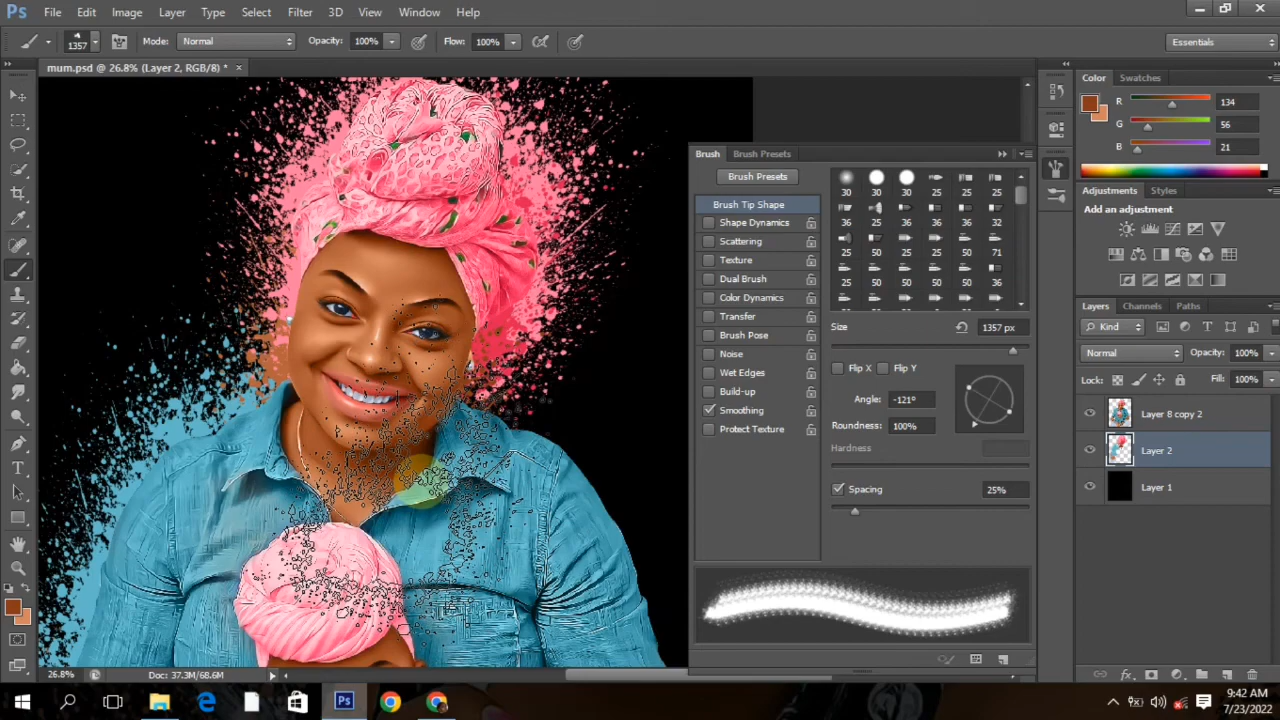 Ps File Edit Image Layer Type Select Filter 3D View Window Help
1357 Mode: Normal Opacity: 100% Flow: 100% Essentials
mum.psd @ 26.8% (Layer 2, RGB/8) *
Color Swatches
R 134
G 56
B 21
Brush Brush Presets
Brush Presets
30 30 30 25 25 25
36 25 36 36 36 32
25 50 25 25 50 71
25 50 50 50 50 36
Brush Tip Shape
Shape Dynamics
Scattering
Texture
Dual Brush
Color Dynamics
Transfer
Brush Pose
Noise
Wet Edges
Build-up
Smoothing
Protect Texture
Size 1357 px
Flip X Flip Y
Angle: -121º
Roundness: 100%
Hardness
Spacing 25%
Adjustments Styles
Add an adjustment
Layers Channels Paths
Kind
Normal Opacity: 100%
Lock: Fill: 100%
Layer 8 copy 2
Layer 2
Layer 1
fx
26.8% Doc: 37.3M/68.6M
Ps
9:42 AM
7/23/2022